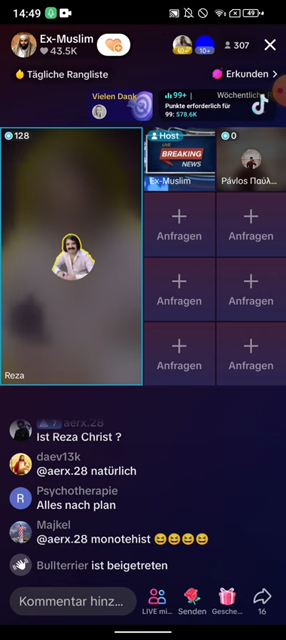 14:49
Ex-Muslim
43.5K
307
Tägliche Rangliste
Erkunden >
Vielen Dank
99+ |
Wöchentlich
Punkte erforderlich für
99: 578.6K
128
Host
0
LIVE
BREAKING
NEWS
Ex-Muslim
Pávlos Παύλ...
Anfragen
Anfragen
Anfragen
Anfragen
Anfragen
Anfragen
Reza
aerx.28
Ist Reza Christ ?
daev13k
@aerx.28 natürlich
R
Psychotherapie
Alles nach plan
Majkel
@aerx.28 monotehist 😆😆😆😆
Bullterrier ist beigetreten
Kommentar hinz...
LIVE mi...
Senden
Gesche...
16